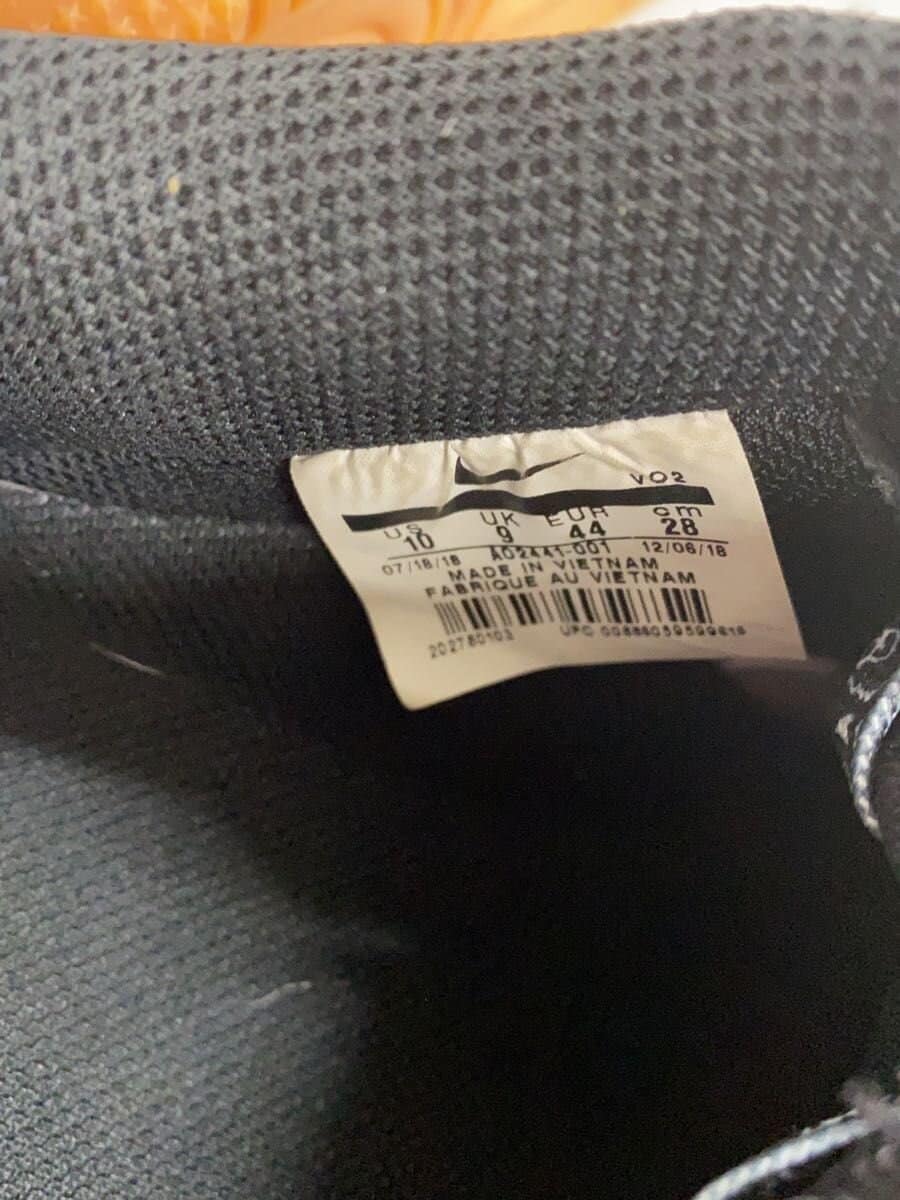 VO2
US UK EUR cm
10 9 44 28
07/18/18 AO2441-001 12/06/18
MADE IN VIETNAM
FABRIQUE AU VIETNAM
202780103 UPC 00888059599818